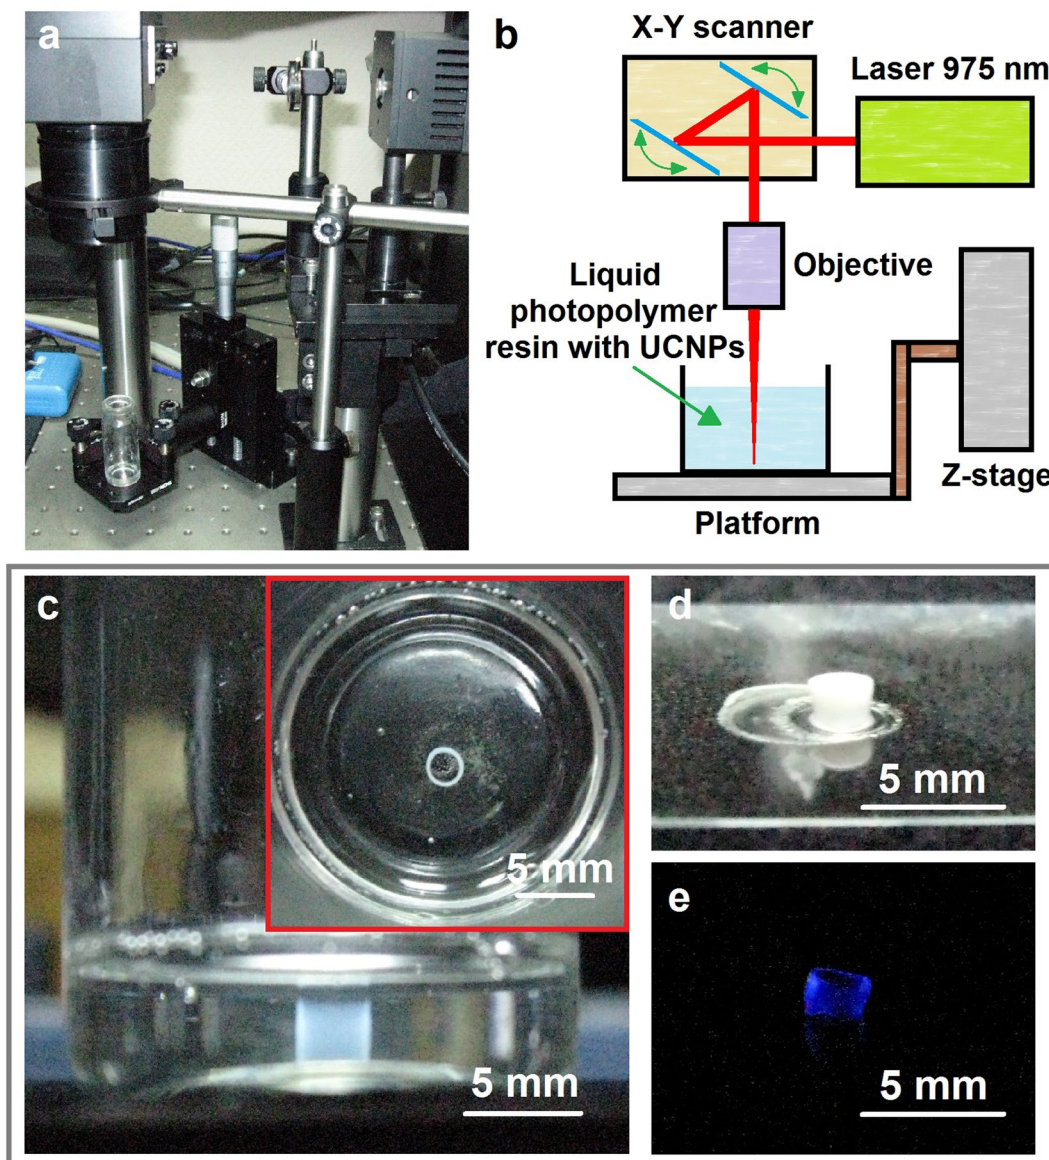 a
b
X-Y scanner
Laser 975 nm
Objective
Liquid
photopolymer
resin with UCNPs
Z-stage
Platform
c
5 mm
5 mm
d
5 mm
e
5 mm